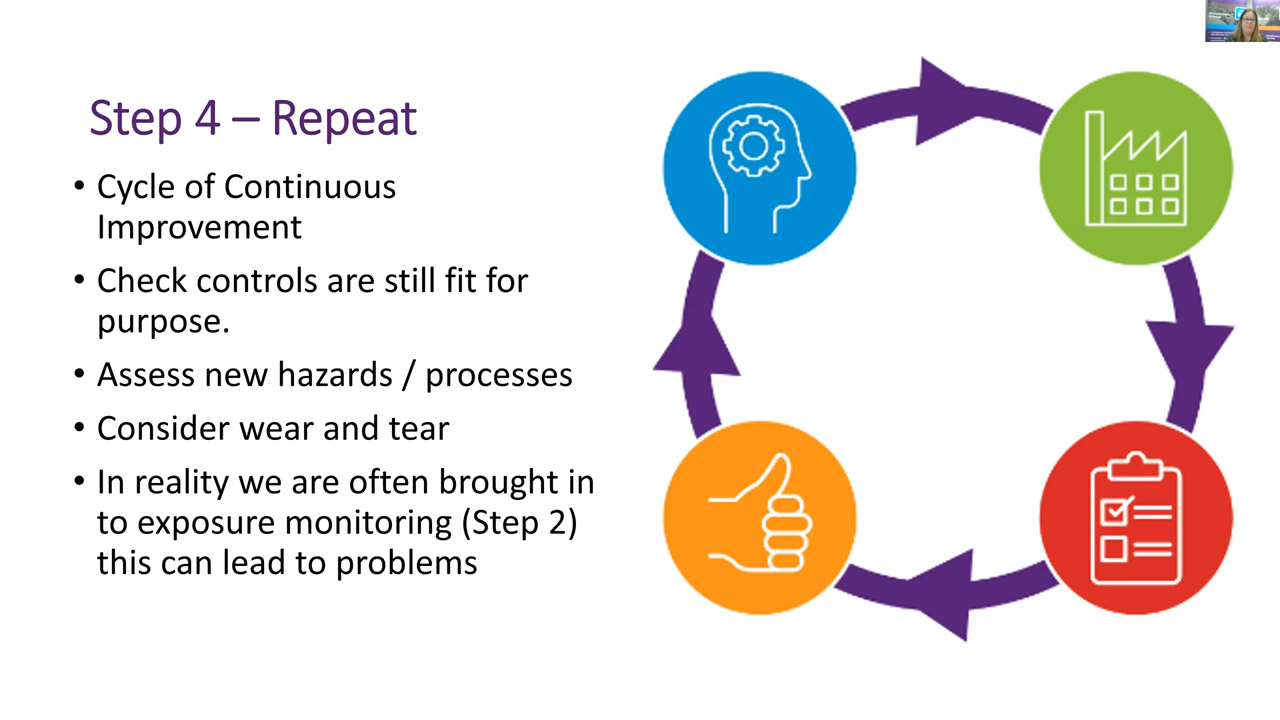 Step 4 – Repeat
• Cycle of Continuous
Improvement
• Check controls are still fit for
purpose.
• Assess new hazards / processes
• Consider wear and tear
• In reality we are often brought in
to exposure monitoring (Step 2)
this can lead to problems